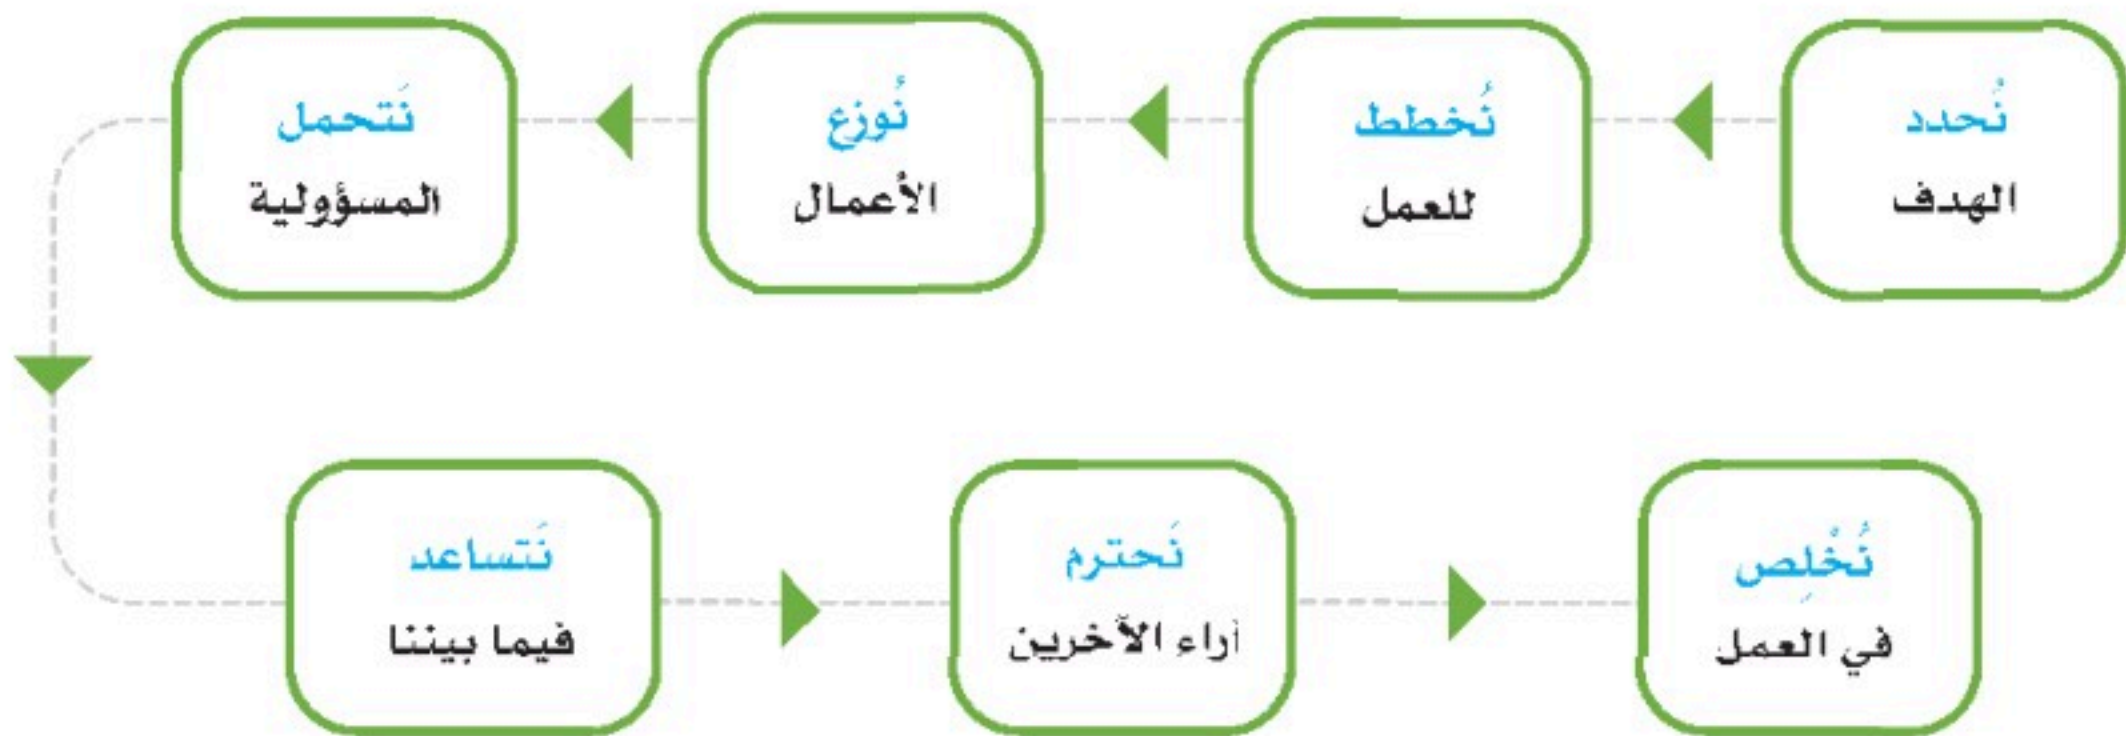 نُحدد
الهدف
نُخطط
للعمل
نُوزع
الأعمال
نَتحمل
المسؤولية
نَتساعد
فيما بيننا
نَحترم
آراء الآخرين
نُخْلِص
في العمل